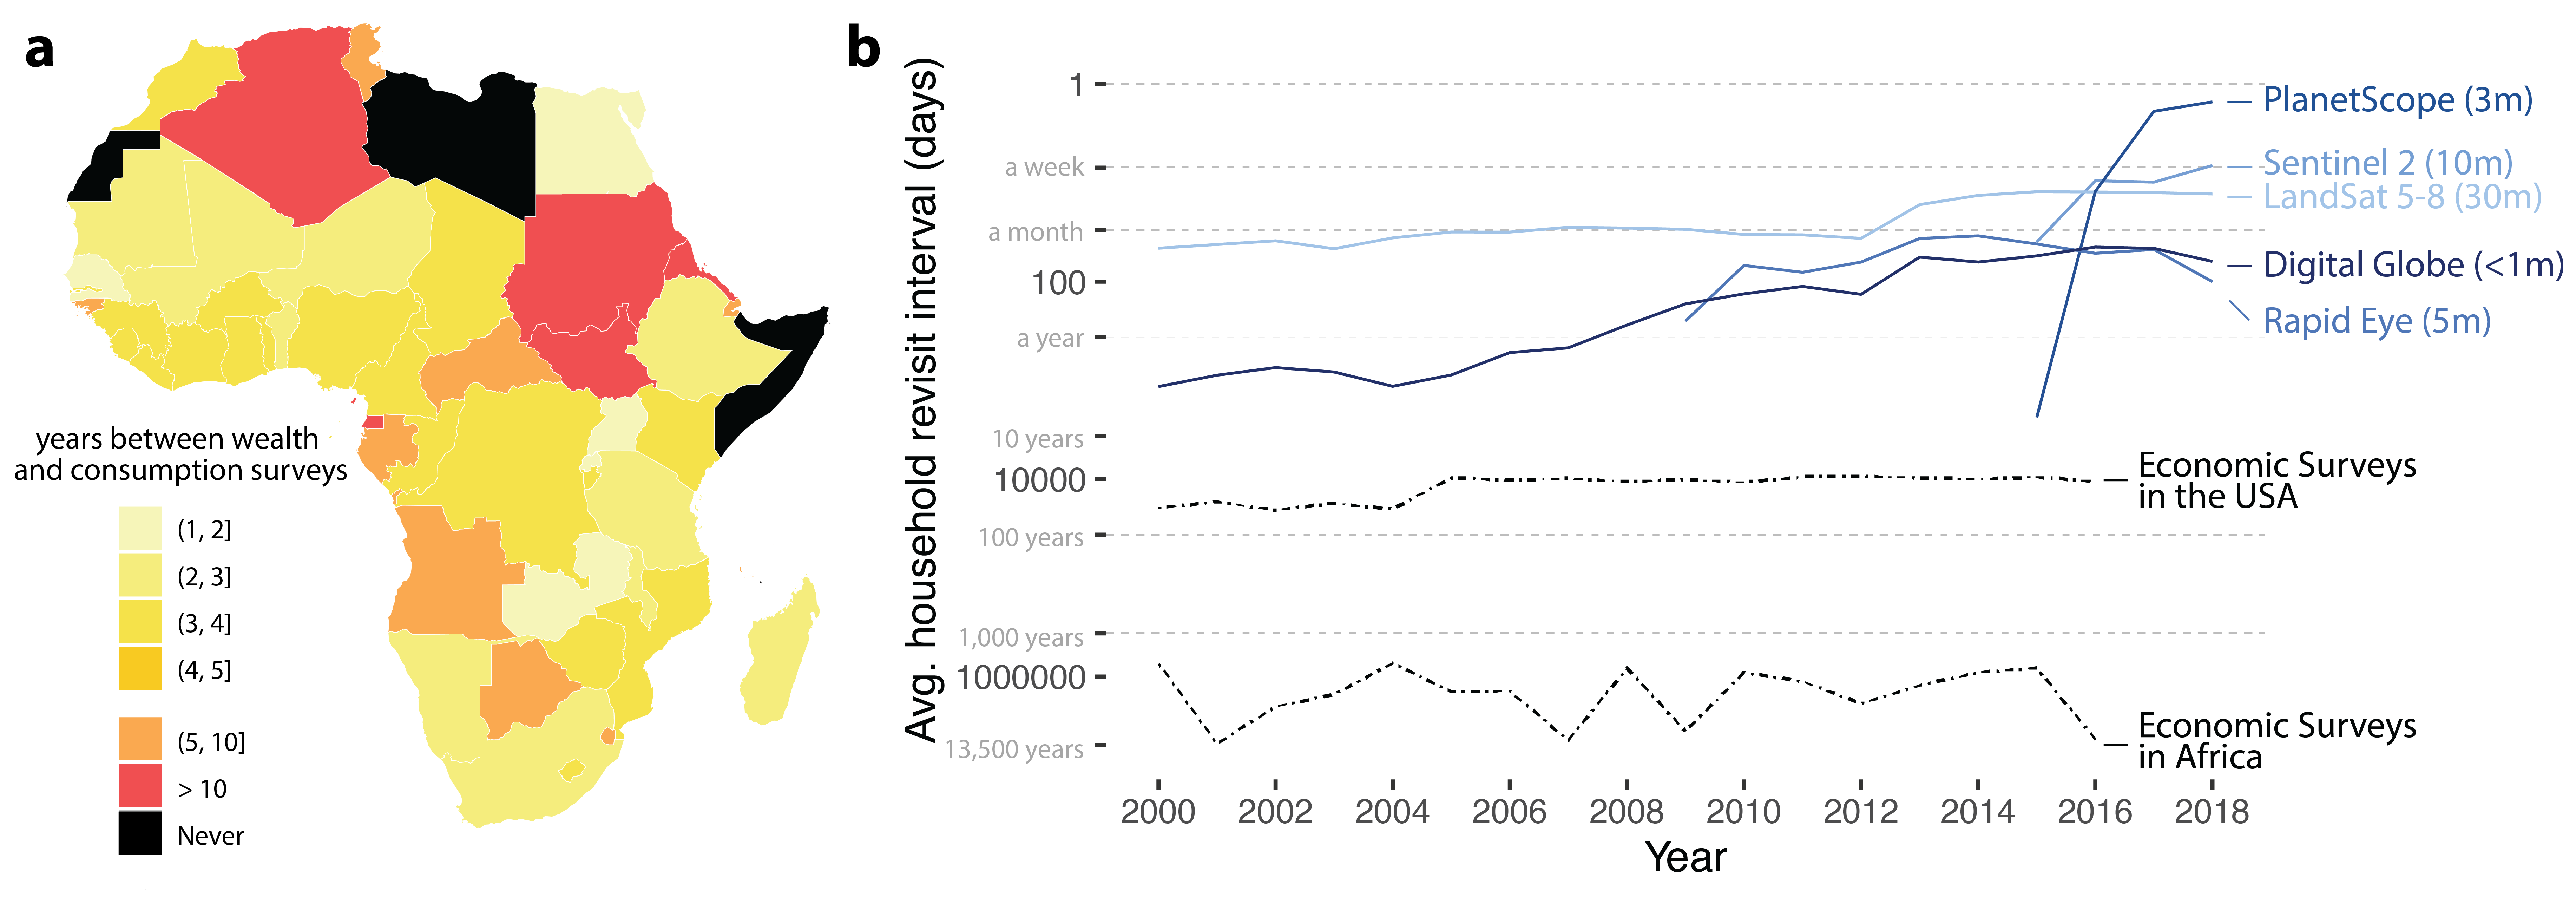 a
years between wealth
and consumption surveys
(1, 2]
(2, 3]
(3, 4]
(4, 5]
(5, 10]
> 10
Never
b
Avg. household revisit interval (days)
1
a week
a month
100
a year
10 years
10000
100 years
1,000 years
1000000
13,500 years
PlanetScope (3m)
Sentinel 2 (10m)
LandSat 5-8 (30m)
Digital Globe (<1m)
Rapid Eye (5m)
Economic Surveys
in the USA
Economic Surveys
in Africa
2000 2002 2004 2006 2008 2010 2012 2014 2016 2018
Year